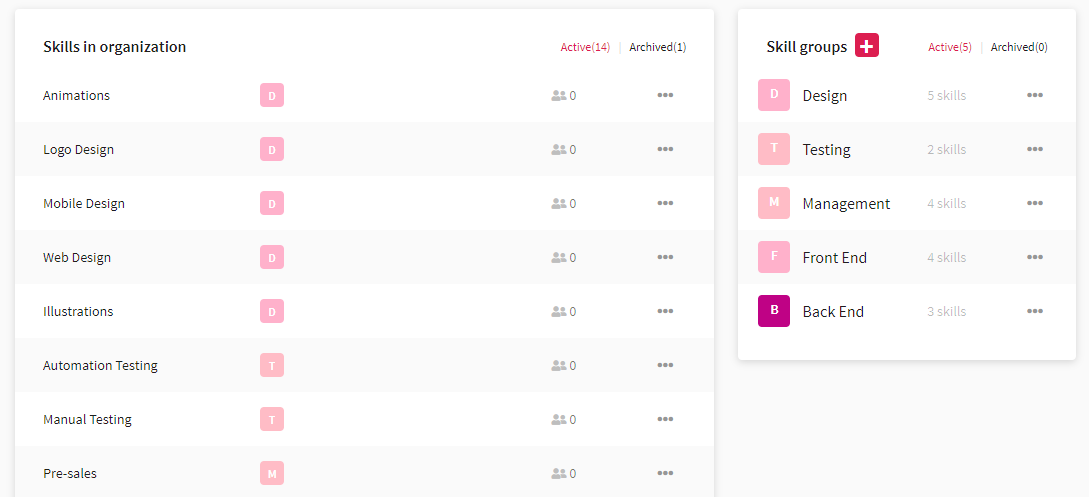 Skills in organization Active(14) | Archived(1)
Animations D 0 •••
Logo Design D 0 •••
Mobile Design D 0 •••
Web Design D 0 •••
Illustrations D 0 •••
Automation Testing T 0 •••
Manual Testing T 0 •••
Pre-sales M 0 •••
Skill groups + Active(5) | Archived(0)
D Design 5 skills •••
T Testing 2 skills •••
M Management 4 skills •••
F Front End 4 skills •••
B Back End 3 skills •••